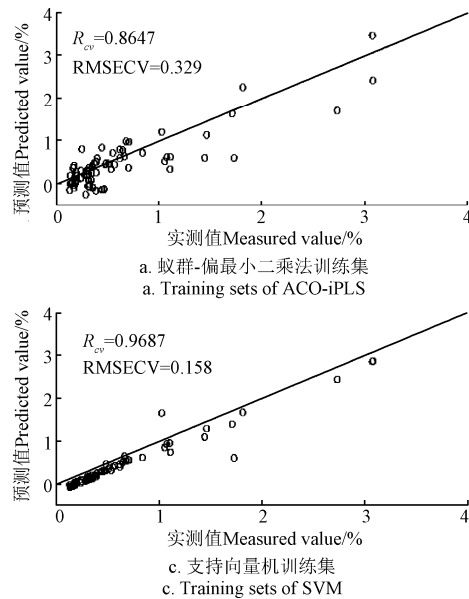 4
R_cv=0.8647
3
RMSECV=0.329
2
1
0
预测值Predicted value/%
0 1 2 3 4
实测值Measured value/%
a. 蚁群-偏最小二乘法训练集
a. Training sets of ACO-iPLS
4
R_cv=0.9687
3
RMSECV=0.158
2
1
0
预测值Predicted value/%
0 1 2 3 4
实测值Measured value/%
c. 支持向量机训练集
c. Training sets of SVM